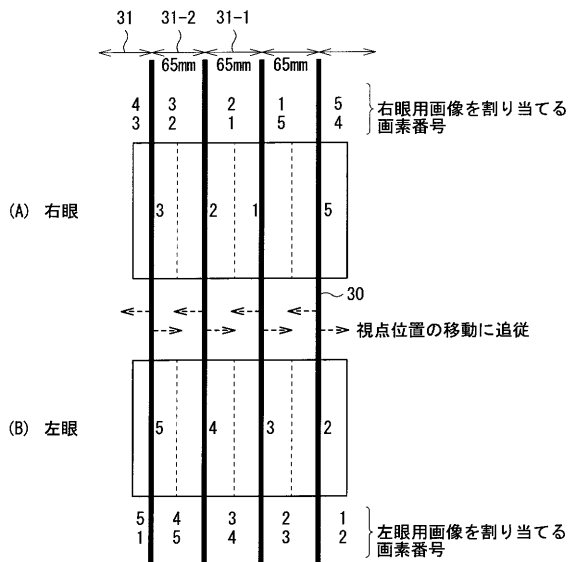 31 31-2 31-1
65mm 65mm 65mm
4 3 2 1 5
3 2 1 5 4
右眼用画像を割り当てる
画素番号
(A) 右眼
3 2 1 5
30
視点位置の移動に追従
(B) 左眼
5 4 3 2
5 4 3 2 1
1 5 4 3 2
左眼用画像を割り当てる
画素番号